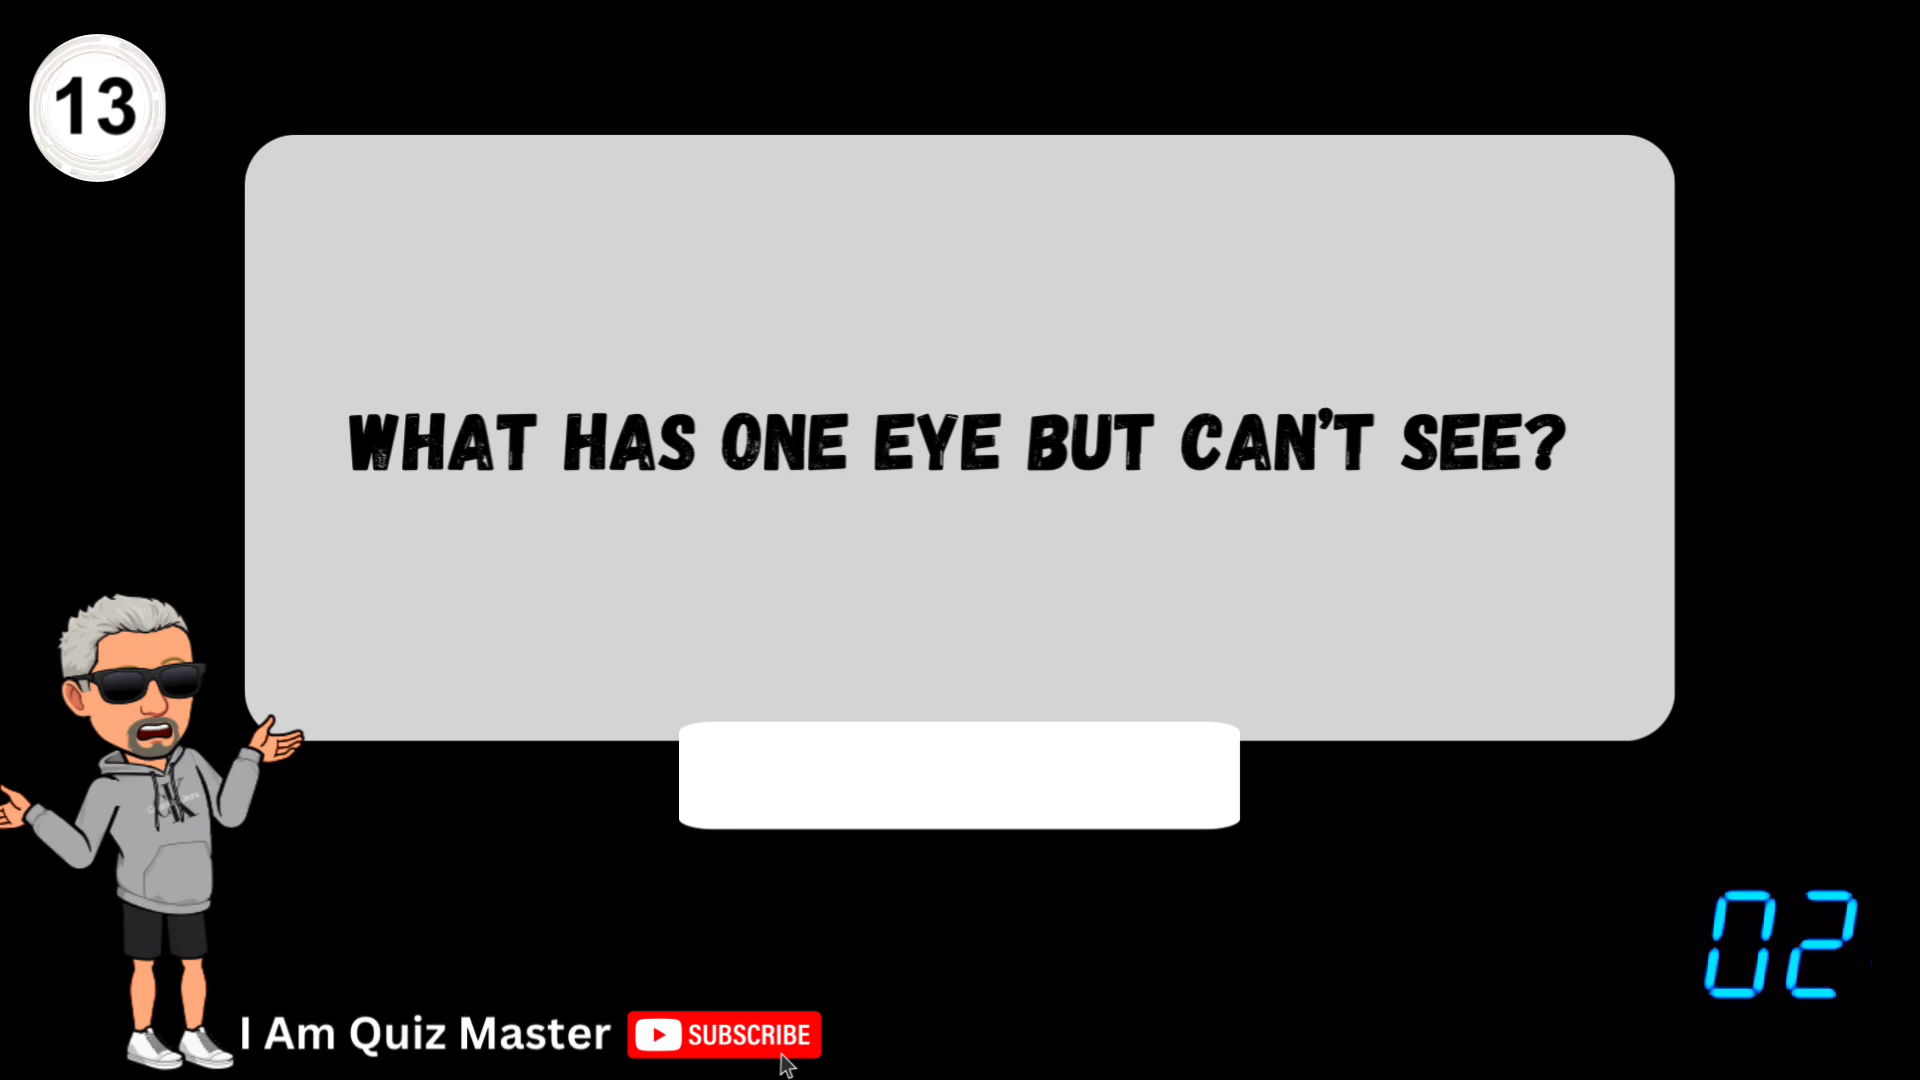 13
WHAT HAS ONE EYE BUT CAN'T SEE?
I Am Quiz Master
SUBSCRIBE
02